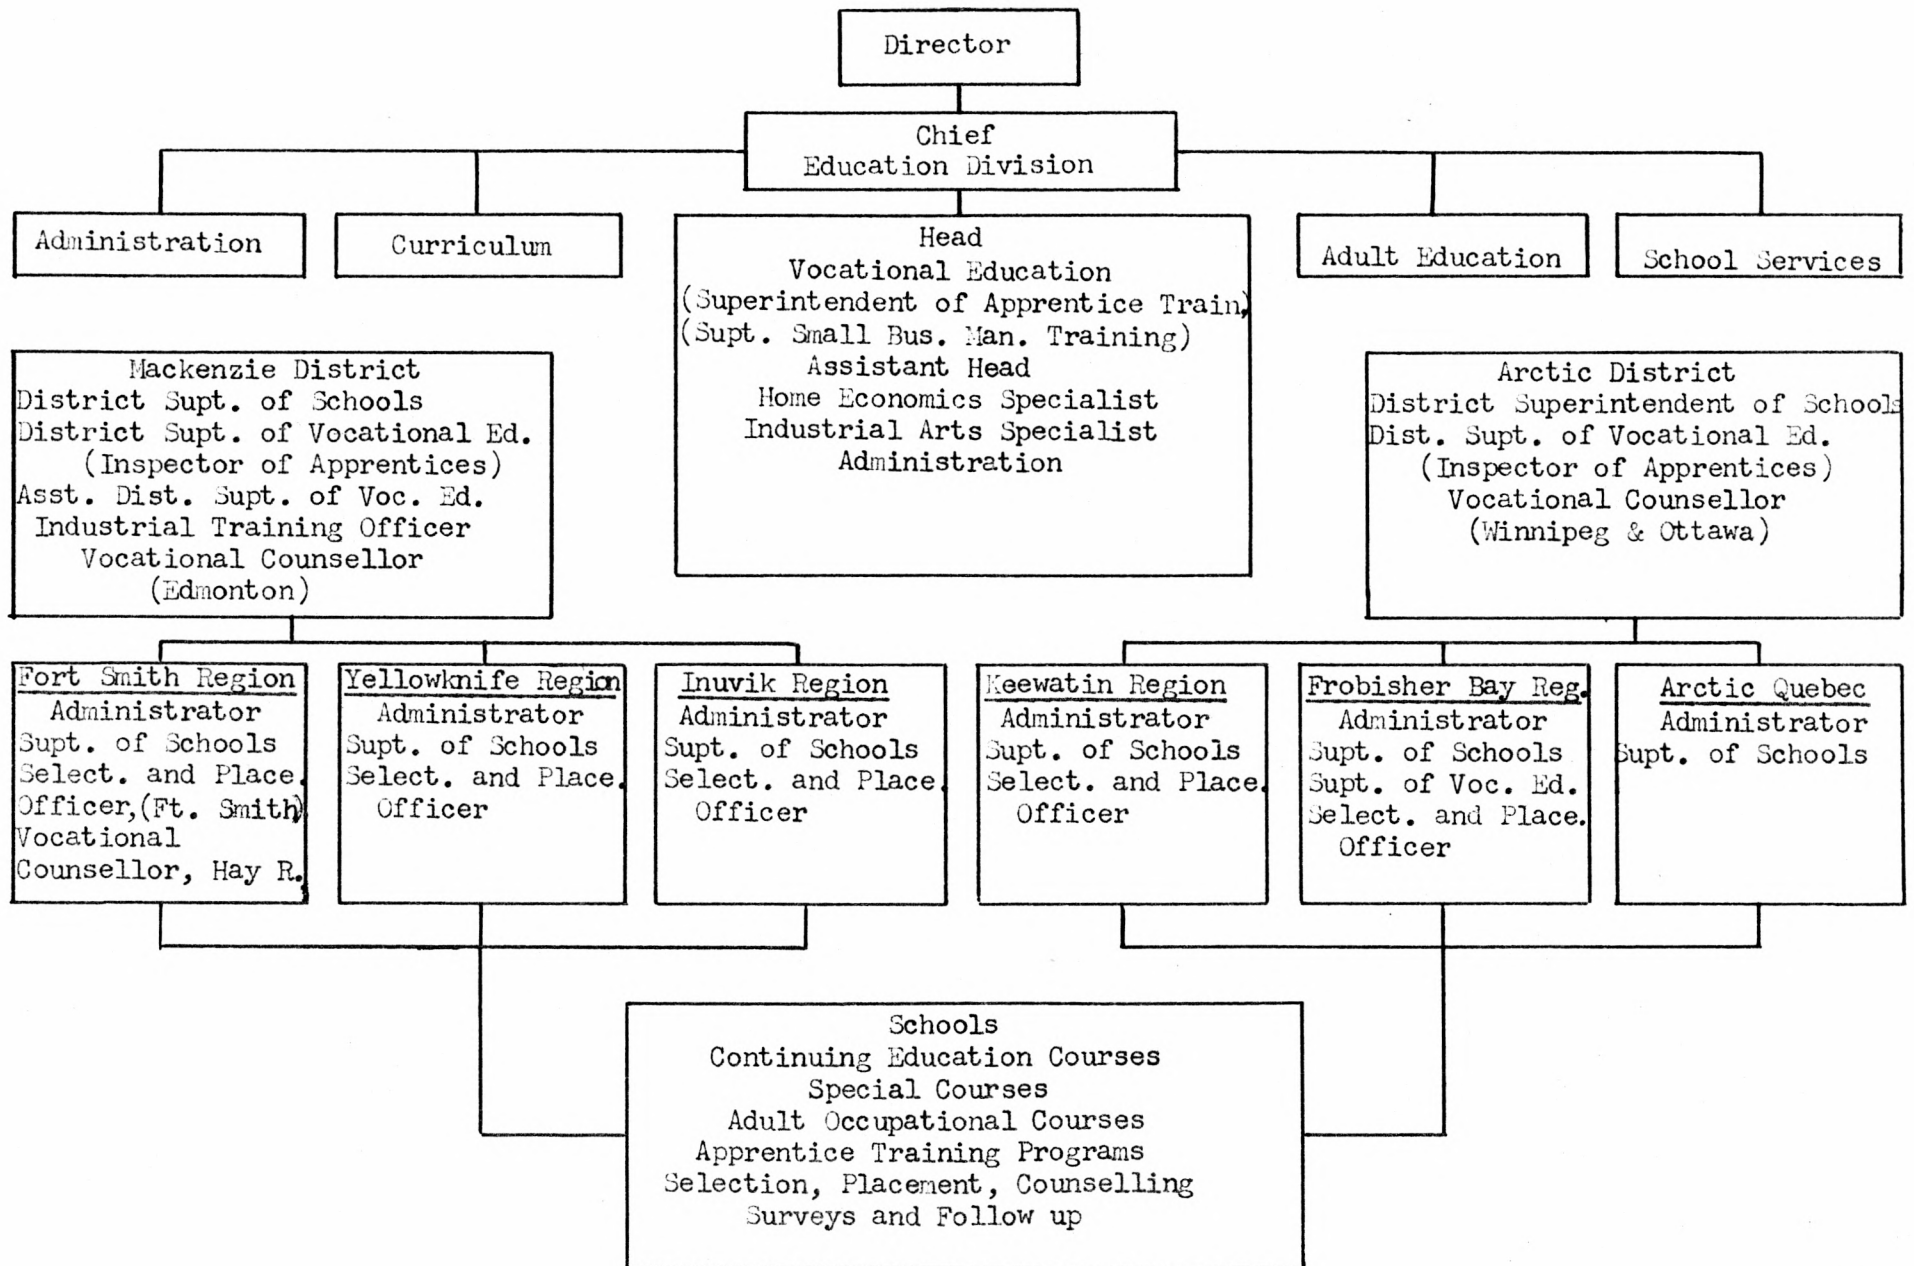 Director
Chief
Education Division
Administration
Curriculum
Head
Vocational Education
(Superintendent of Apprentice Train.)
(Supt. Small Bus. Man. Training)
Assistant Head
Home Economics Specialist
Industrial Arts Specialist
Administration
Adult Education
School Services
Mackenzie District
District Supt. of Schools
District Supt. of Vocational Ed.
(Inspector of Apprentices)
Asst. Dist. Supt. of Voc. Ed.
Industrial Training Officer
Vocational Counsellor
(Edmonton)
Arctic District
District Superintendent of Schools
Dist. Supt. of Vocational Ed.
(Inspector of Apprentices)
Vocational Counsellor
(Winnipeg & Ottawa)
Fort Smith Region
Administrator
Supt. of Schools
Select. and Place.
Officer,(Ft. Smith)
Vocational
Counsellor, Hay R.
Yellowknife Region
Administrator
Supt. of Schools
Select. and Place.
Officer
Inuvik Region
Administrator
Supt. of Schools
Select. and Place.
Officer
Keewatin Region
Administrator
Supt. of Schools
Select. and Place.
Officer
Frobisher Bay Reg.
Administrator
Supt. of Schools
Supt. of Voc. Ed.
Select. and Place.
Officer
Arctic Quebec
Administrator
Supt. of Schools
Schools
Continuing Education Courses
Special Courses
Adult Occupational Courses
Apprentice Training Programs
Selection, Placement, Counselling
Surveys and Follow up